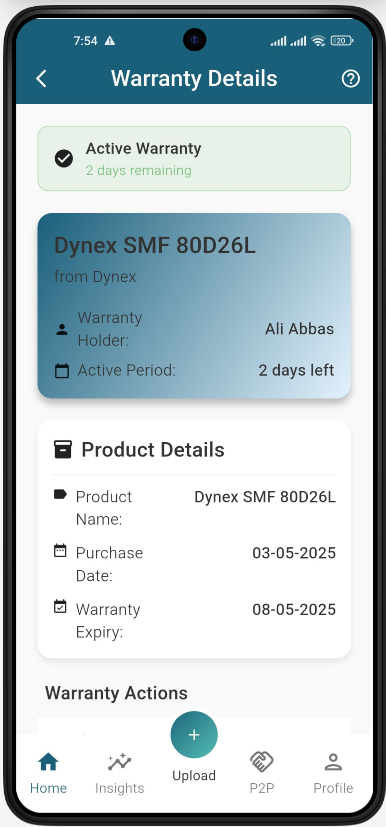 7:54
20
Warranty Details
Active Warranty
2 days remaining
Dynex SMF 80D26L
from Dynex
Warranty
Holder:
Ali Abbas
Active Period:
2 days left
Product Details
Product
Name:
Dynex SMF 80D26L
Purchase
Date:
03-05-2025
Warranty
Expiry:
08-05-2025
Warranty Actions
Home
Insights
Upload
P2P
Profile